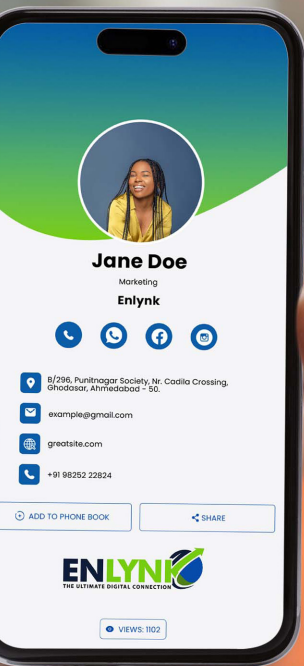 Jane Doe
Marketing
Enlynk
B/296, Punitnagar Society, Nr. Cadila Crossing,
Ghodasar, Ahmedabad - 50.
example@gmail.com
greatsite.com
+91 98252 22824
ADD TO PHONE BOOK
SHARE
ENLYNK
THE ULTIMATE DIGITAL CONNECTION
VIEWS: 1102